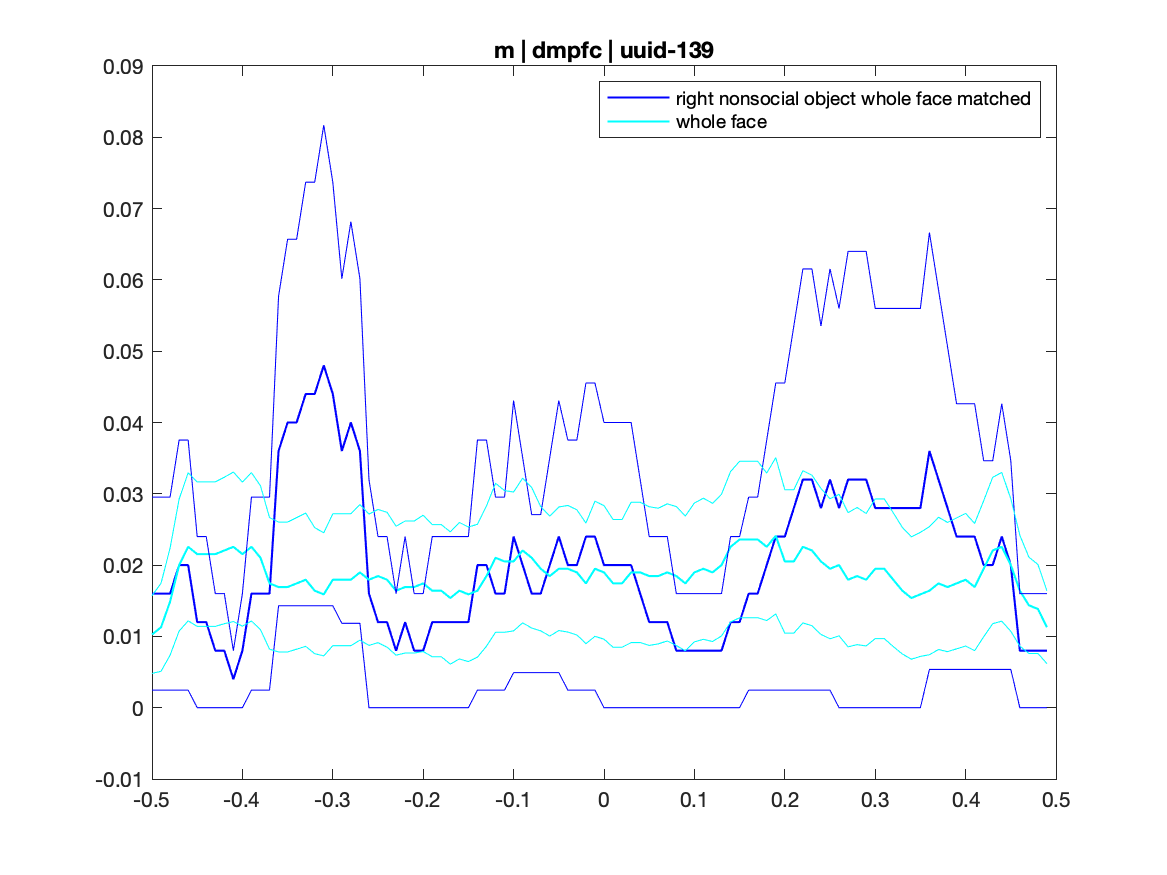 m | dmpfc | uuid-139
right nonsocial object whole face matched
whole face
0.09
0.08
0.07
0.06
0.05
0.04
0.03
0.02
0.01
0
-0.01
-0.5 -0.4 -0.3 -0.2 -0.1 0 0.1 0.2 0.3 0.4 0.5